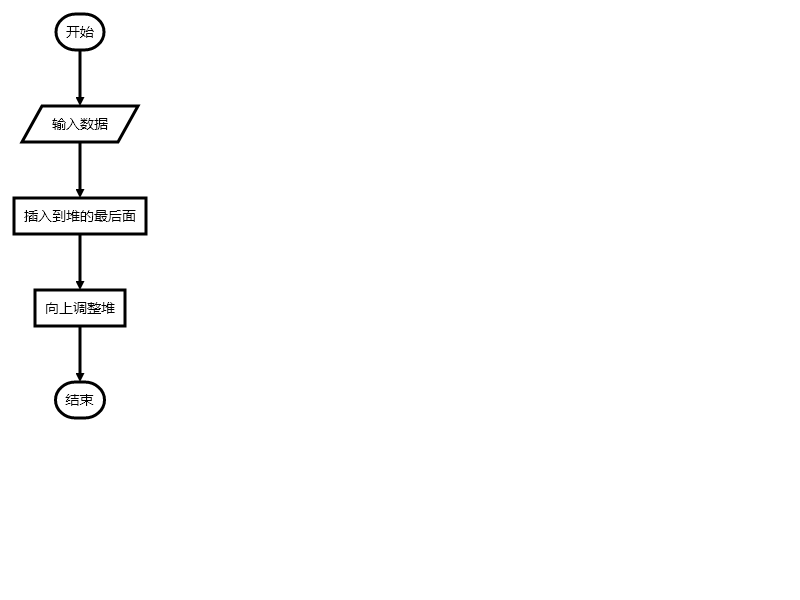 开始
输入数据
插入到堆的最后面
向上调整堆
结束